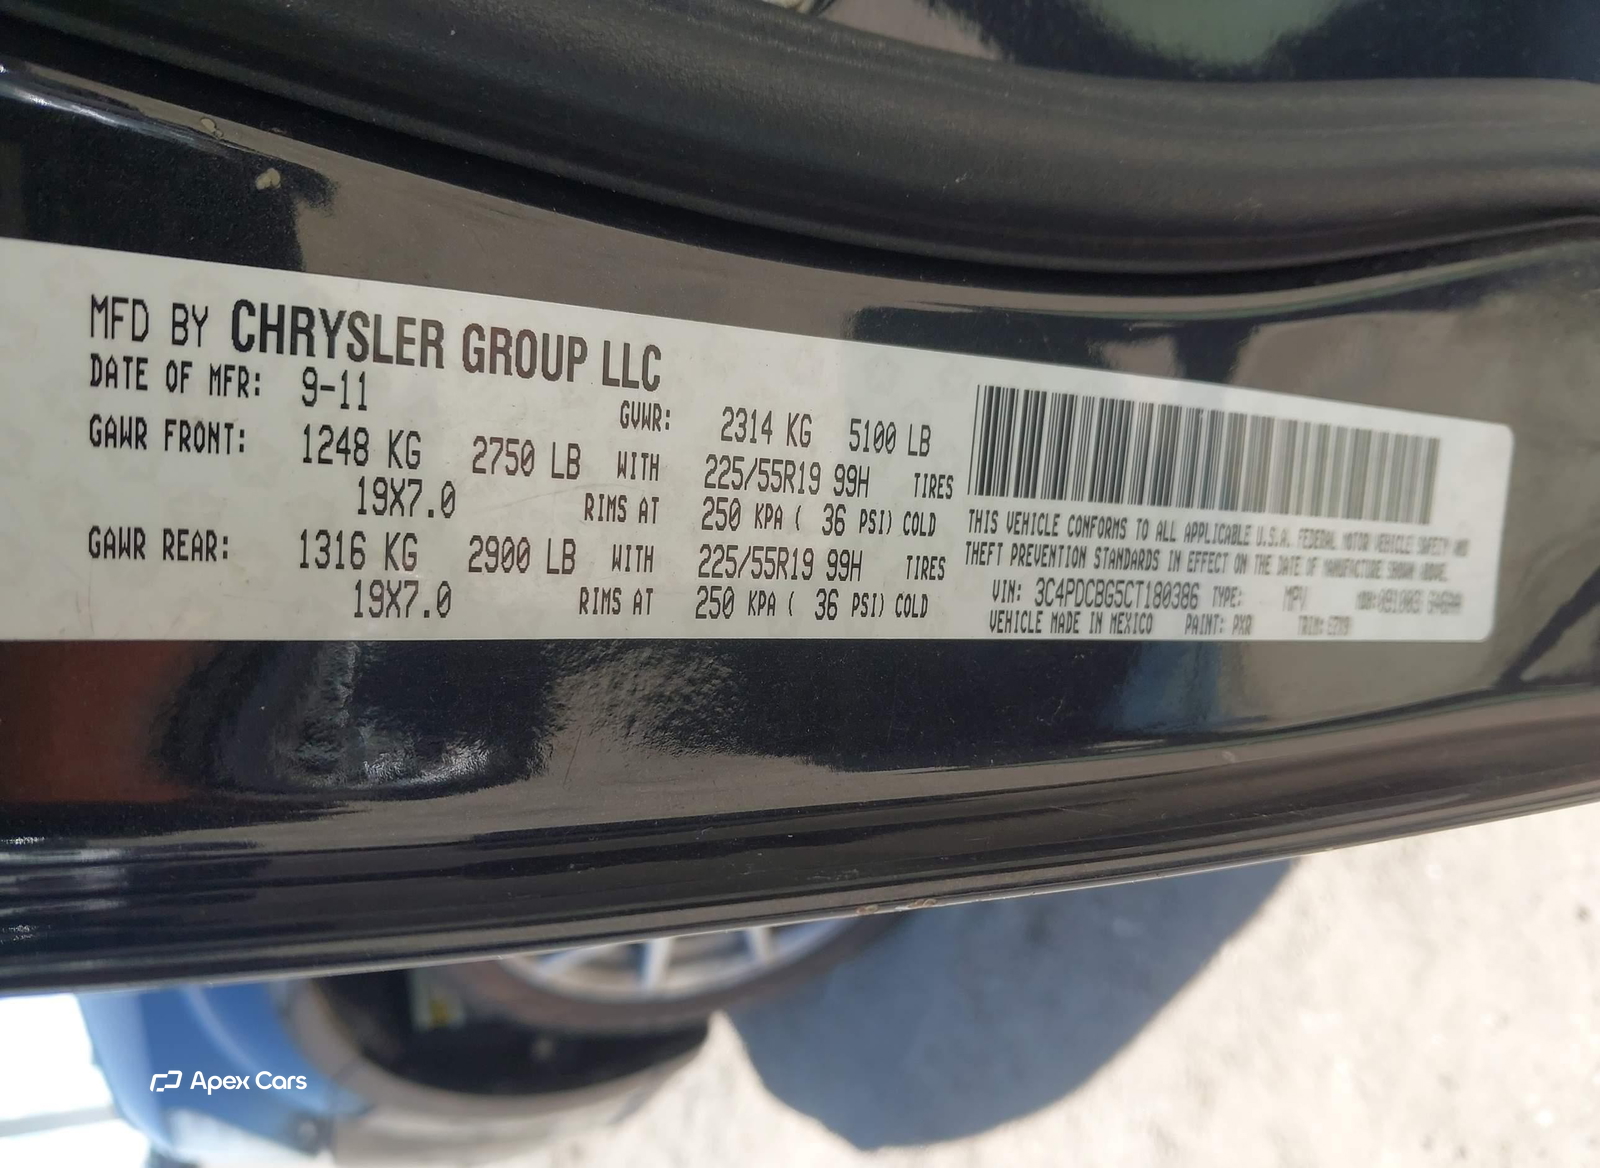 MFD BY CHRYSLER GROUP LLC
DATE OF MFR: 9-11 GVWR: 2314 KG 5100 LB
GAWR FRONT: 1248 KG 2750 LB WITH 225/55R19 99H TIRES
19X7.0 RIMS AT 250 KPA ( 36 PSI) COLD
GAWR REAR: 1316 KG 2900 LB WITH 225/55R19 99H TIRES
19X7.0 RIMS AT 250 KPA ( 36 PSI) COLD
THIS VEHICLE CONFORMS TO ALL APPLICABLE U.S.A. FEDERAL MOTOR VEHICLE SAFETY AND
THEFT PREVENTION STANDARDS IN EFFECT ON THE DATE OF MANUFACTURE SHOWN ABOVE.
VIN: 3C4PDCBG5CT180386 TYPE: MPV
VEHICLE MADE IN MEXICO PAINT: PXR TRIM:
Apex Cars